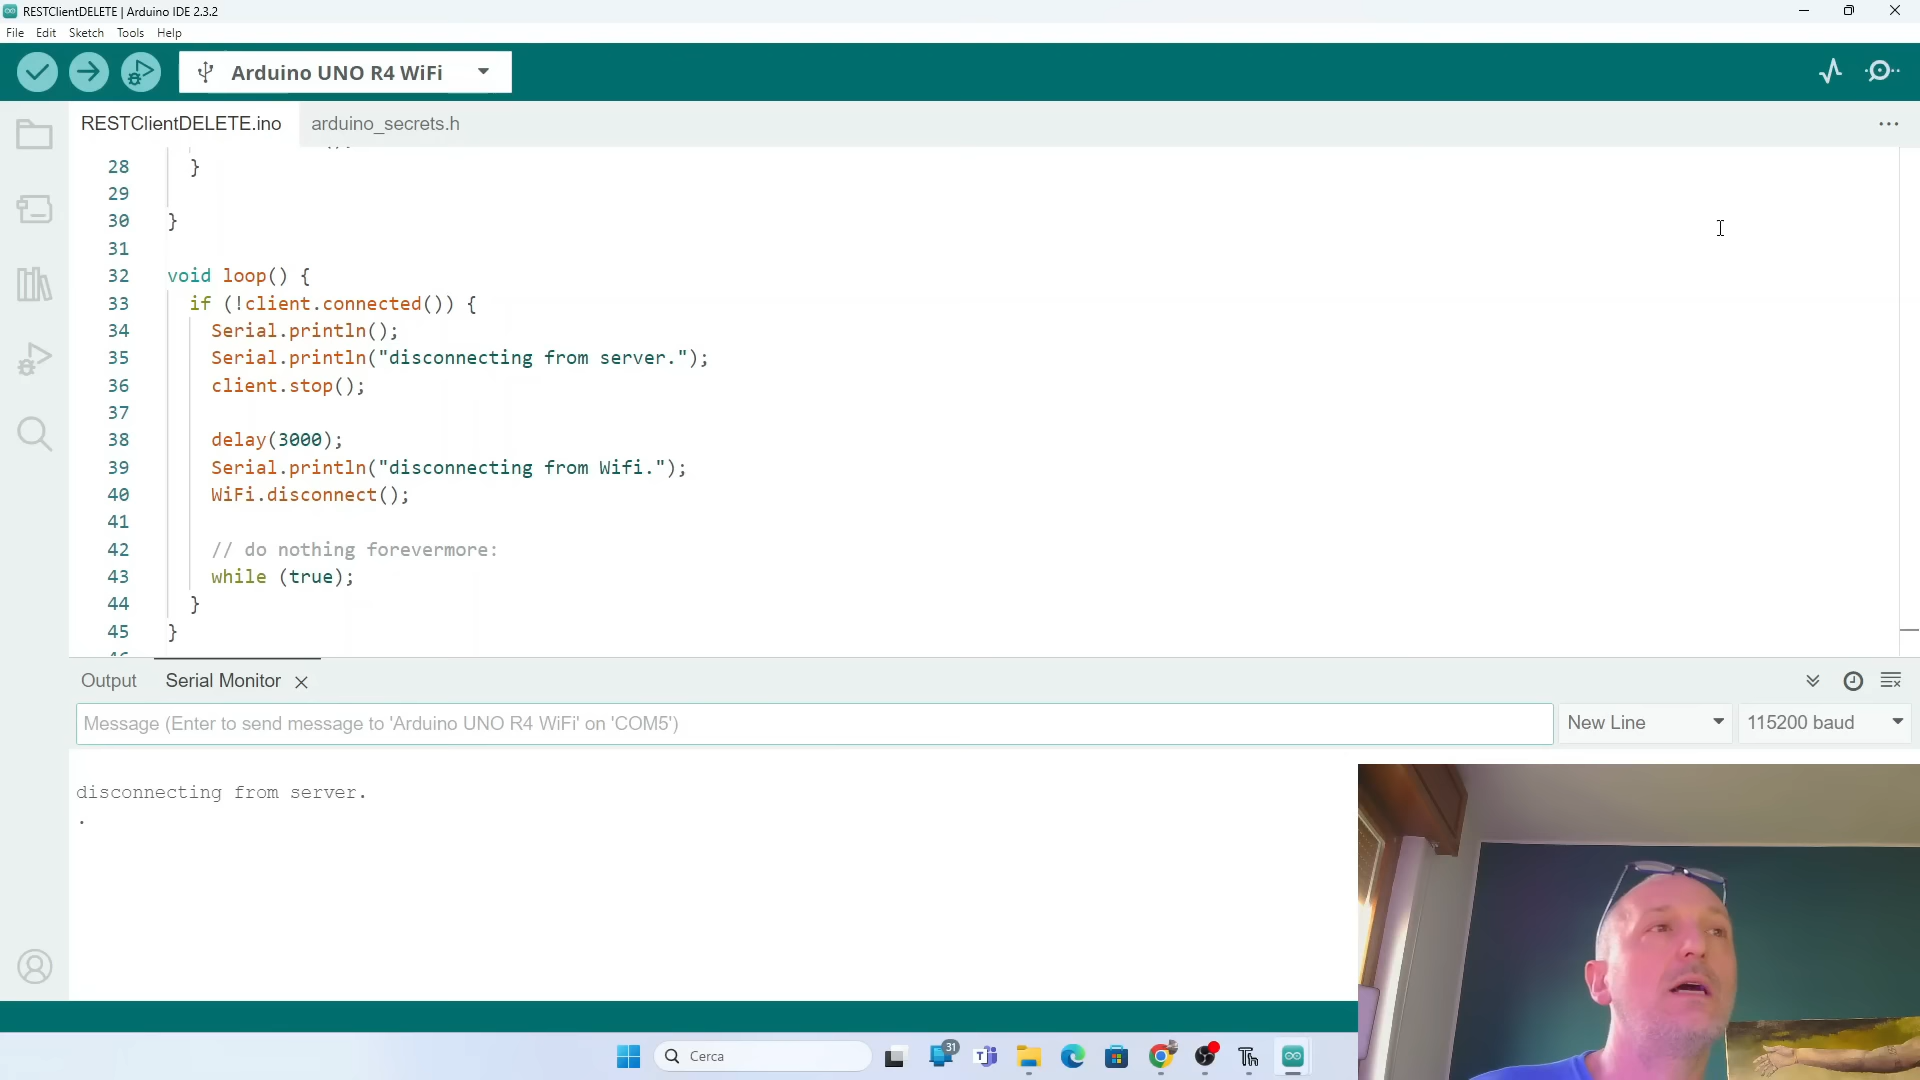 RESTClientDELETE | Arduino IDE 2.3.2
File Edit Sketch Tools Help
Arduino UNO R4 WiFi
RESTClientDELETE.ino arduino_secrets.h
28 }
29
30 }
31
32 void loop() {
33 if (!client.connected()) {
34 Serial.println();
35 Serial.println("disconnecting from server.");
36 client.stop();
37
38 delay(3000);
39 Serial.println("disconnecting from Wifi.");
40 WiFi.disconnect();
41
42 // do nothing forevermore:
43 while (true);
44 }
45 }
Output Serial Monitor
Message (Enter to send message to 'Arduino UNO R4 WiFi' on 'COM5') New Line 115200 baud
disconnecting from server.
.
Cerca 31